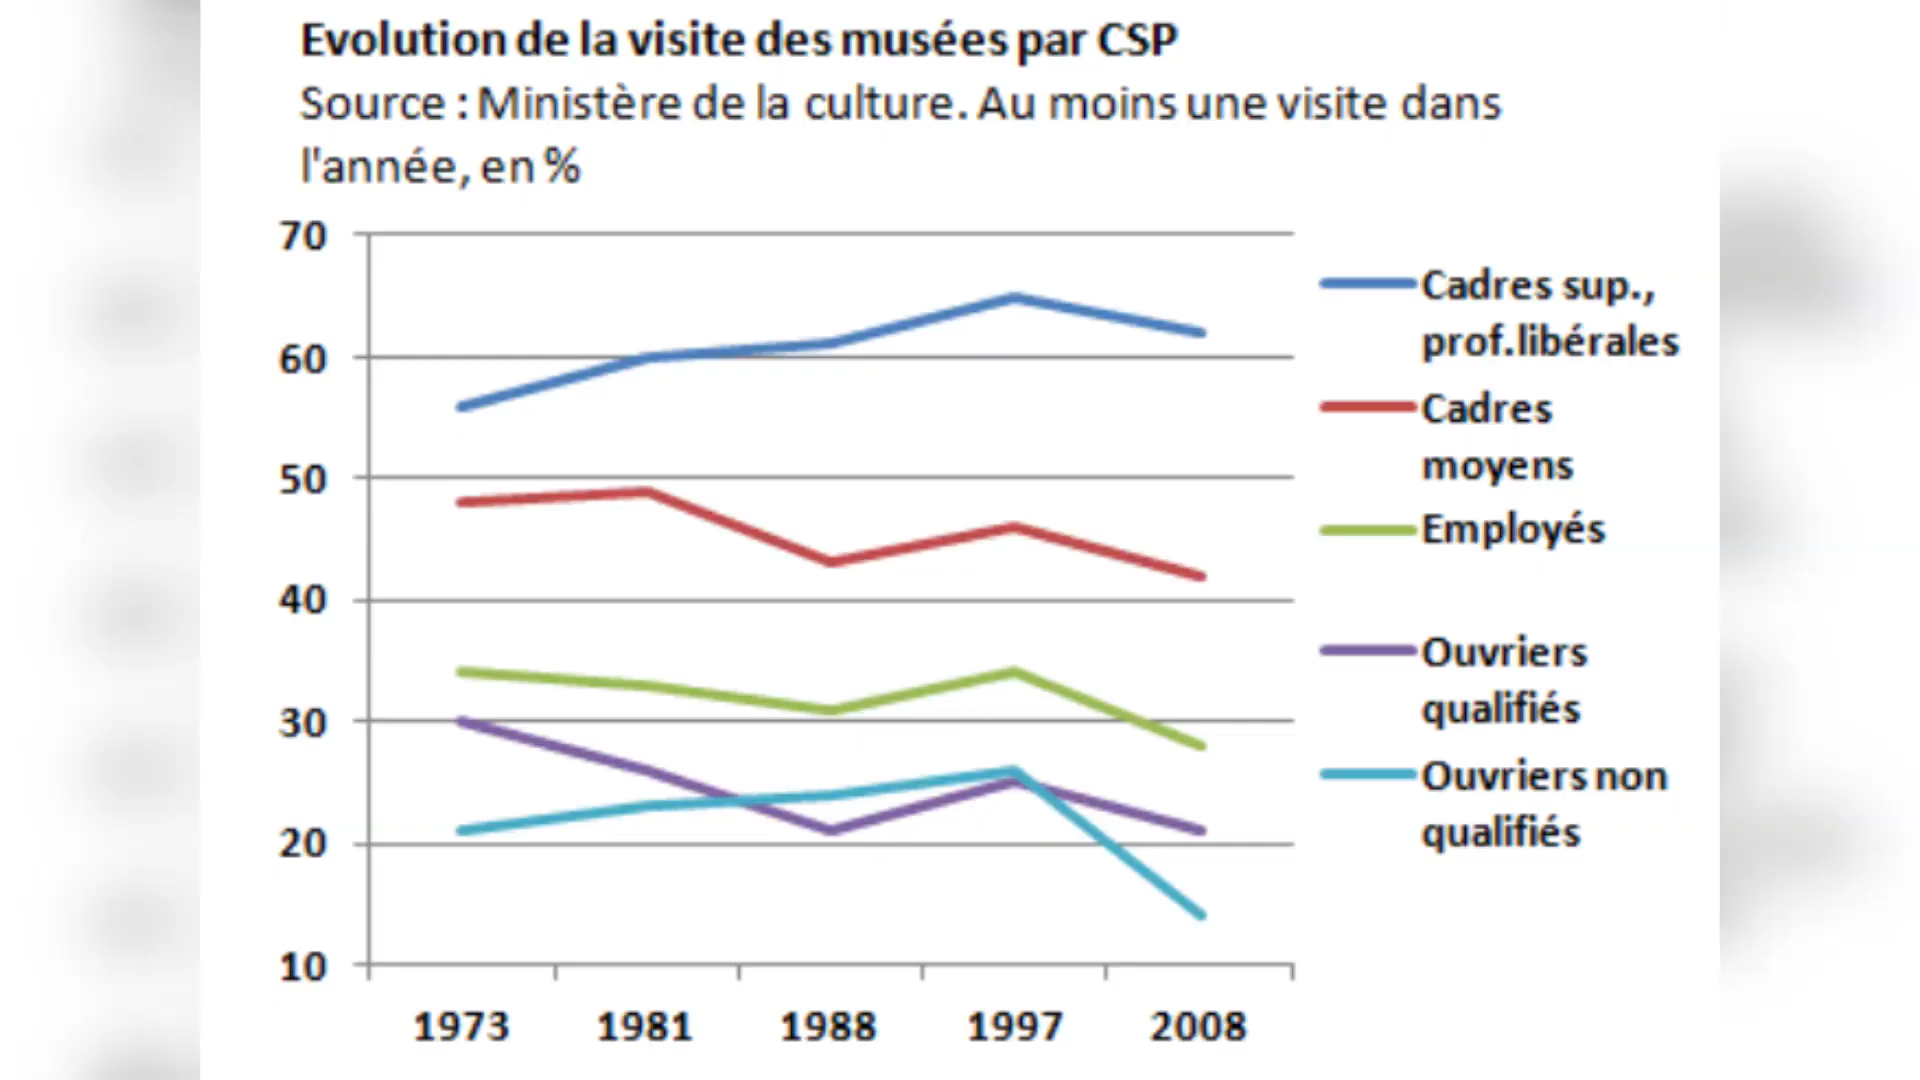 Evolution de la visite des musées par CSP
Source : Ministère de la culture. Au moins une visite dans
l'année, en %
70
60
50
40
30
20
10
1973 1981 1988 1997 2008
Cadres sup.,
prof.libérales
Cadres
moyens
Employés
Ouvriers
qualifiés
Ouvriers non
qualifiés